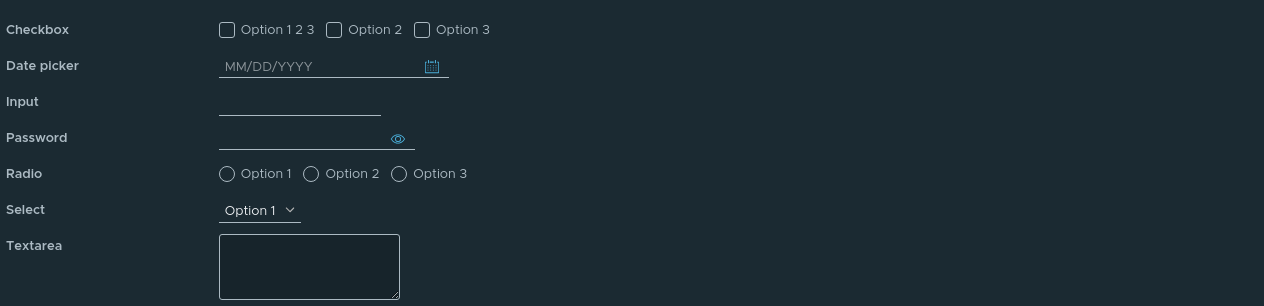 Checkbox Option 1 2 3 Option 2 Option 3
Date picker MM/DD/YYYY
Input
Password
Radio Option 1 Option 2 Option 3
Select Option 1
Textarea